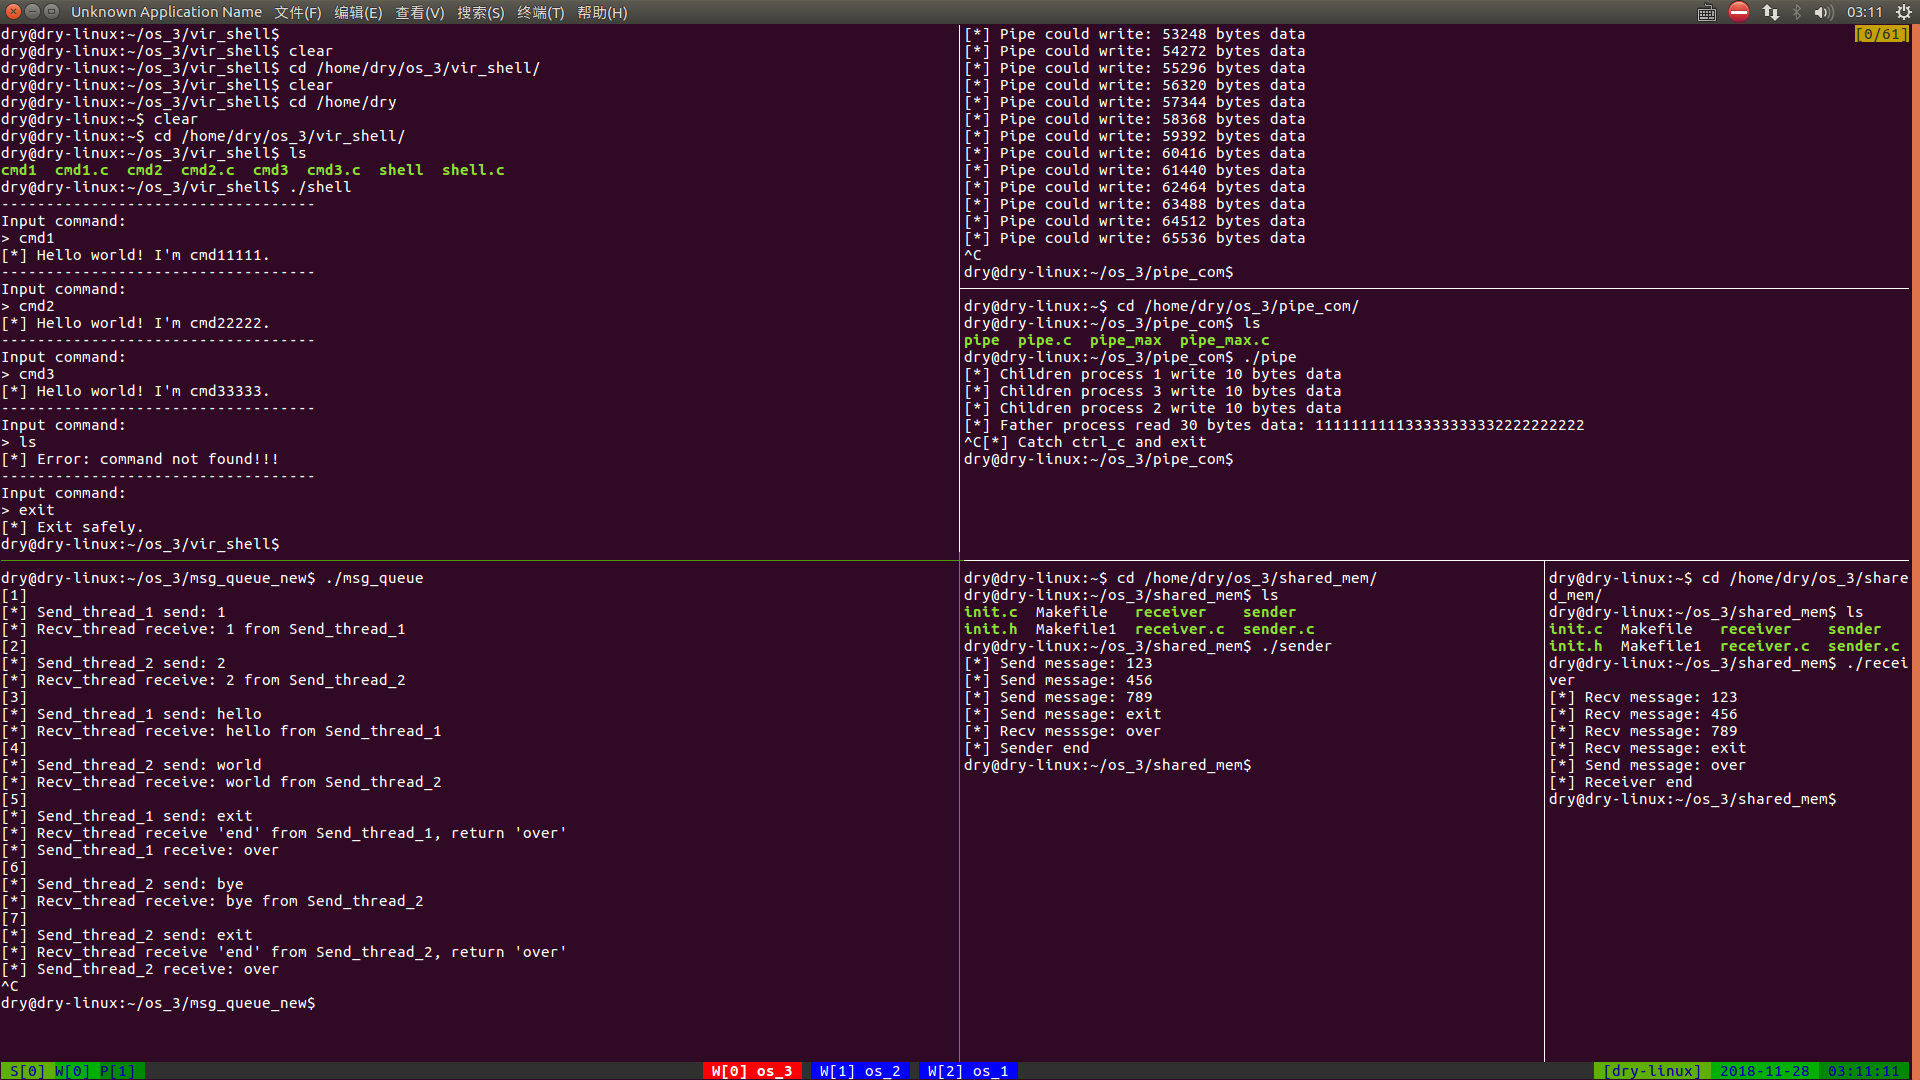 Unknown Application Name 文件(F) 编辑(E) 查看(V) 搜索(S) 终端(T) 帮助(H) 03:11
dry@dry-linux:~/os_3/vir_shell$
dry@dry-linux:~/os_3/vir_shell$ clear
dry@dry-linux:~/os_3/vir_shell$ cd /home/dry/os_3/vir_shell/
dry@dry-linux:~/os_3/vir_shell$ clear
dry@dry-linux:~/os_3/vir_shell$ cd /home/dry
dry@dry-linux:~$ clear
dry@dry-linux:~$ cd /home/dry/os_3/vir_shell/
dry@dry-linux:~/os_3/vir_shell$ ls
cmd1  cmd1.c  cmd2  cmd2.c  cmd3  cmd3.c  shell  shell.c
dry@dry-linux:~/os_3/vir_shell$ ./shell
-----------------------------------
Input command:
> cmd1
[*] Hello world! I'm cmd11111.
-----------------------------------
Input command:
> cmd2
[*] Hello world! I'm cmd22222.
-----------------------------------
Input command:
> cmd3
[*] Hello world! I'm cmd33333.
-----------------------------------
Input command:
> ls
[*] Error: command not found!!!
-----------------------------------
Input command:
> exit
[*] Exit safely.
dry@dry-linux:~/os_3/vir_shell$
[*] Pipe could write: 53248 bytes data
[0/61]
[*] Pipe could write: 54272 bytes data
[*] Pipe could write: 55296 bytes data
[*] Pipe could write: 56320 bytes data
[*] Pipe could write: 57344 bytes data
[*] Pipe could write: 58368 bytes data
[*] Pipe could write: 59392 bytes data
[*] Pipe could write: 60416 bytes data
[*] Pipe could write: 61440 bytes data
[*] Pipe could write: 62464 bytes data
[*] Pipe could write: 63488 bytes data
[*] Pipe could write: 64512 bytes data
[*] Pipe could write: 65536 bytes data
^C
dry@dry-linux:~/os_3/pipe_com$
dry@dry-linux:~$ cd /home/dry/os_3/pipe_com/
dry@dry-linux:~/os_3/pipe_com$ ls
pipe  pipe.c  pipe_max  pipe_max.c
dry@dry-linux:~/os_3/pipe_com$ ./pipe
[*] Children process 1 write 10 bytes data
[*] Children process 3 write 10 bytes data
[*] Children process 2 write 10 bytes data
[*] Father process read 30 bytes data: 111111111133333333332222222222
^C[*] Catch ctrl_c and exit
dry@dry-linux:~/os_3/pipe_com$
dry@dry-linux:~/os_3/msg_queue_new$ ./msg_queue
[1]
[*] Send_thread_1 send: 1
[*] Recv_thread receive: 1 from Send_thread_1
[2]
[*] Send_thread_2 send: 2
[*] Recv_thread receive: 2 from Send_thread_2
[3]
[*] Send_thread_1 send: hello
[*] Recv_thread receive: hello from Send_thread_1
[4]
[*] Send_thread_2 send: world
[*] Recv_thread receive: world from Send_thread_2
[5]
[*] Send_thread_1 send: exit
[*] Recv_thread receive 'end' from Send_thread_1, return 'over'
[*] Send_thread_1 receive: over
[6]
[*] Send_thread_2 send: bye
[*] Recv_thread receive: bye from Send_thread_2
[7]
[*] Send_thread_2 send: exit
[*] Recv_thread receive 'end' from Send_thread_2, return 'over'
[*] Send_thread_2 receive: over
^C
dry@dry-linux:~/os_3/msg_queue_new$
dry@dry-linux:~$ cd /home/dry/os_3/shared_mem/
dry@dry-linux:~/os_3/shared_mem$ ls
init.c  Makefile   receiver    sender
init.h  Makefile1  receiver.c  sender.c
dry@dry-linux:~/os_3/shared_mem$ ./sender
[*] Send message: 123
[*] Send message: 456
[*] Send message: 789
[*] Send message: exit
[*] Recv messsge: over
[*] Sender end
dry@dry-linux:~/os_3/shared_mem$
dry@dry-linux:~$ cd /home/dry/os_3/share
d_mem/
dry@dry-linux:~/os_3/shared_mem$ ls
init.c  Makefile   receiver    sender
init.h  Makefile1  receiver.c  sender.c
dry@dry-linux:~/os_3/shared_mem$ ./recei
ver
[*] Recv message: 123
[*] Recv message: 456
[*] Recv message: 789
[*] Recv message: exit
[*] Send message: over
[*] Receiver end
dry@dry-linux:~/os_3/shared_mem$
S[0] W[0] P[1] W[0] os_3 W[1] os_2 W[2] os_1 [dry-linux] 2018-11-28 03:11:11